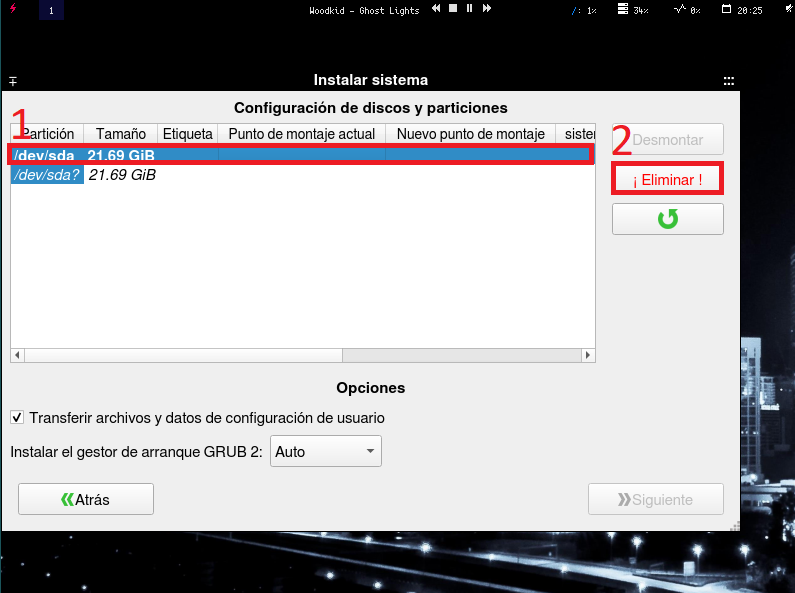 1 Woodkid - Ghost Lights /: 1% 34% 0% 20:25
Instalar sistema
Configuración de discos y particiones
1
Partición Tamaño Etiqueta Punto de montaje actual Nuevo punto de montaje
2 Desmontar
/dev/sda 21.69 GiB
/dev/sda? 21.69 GiB
¡ Eliminar !
Opciones
Transferir archivos y datos de configuración de usuario
Instalar el gestor de arranque GRUB 2: Auto
Atrás Siguiente